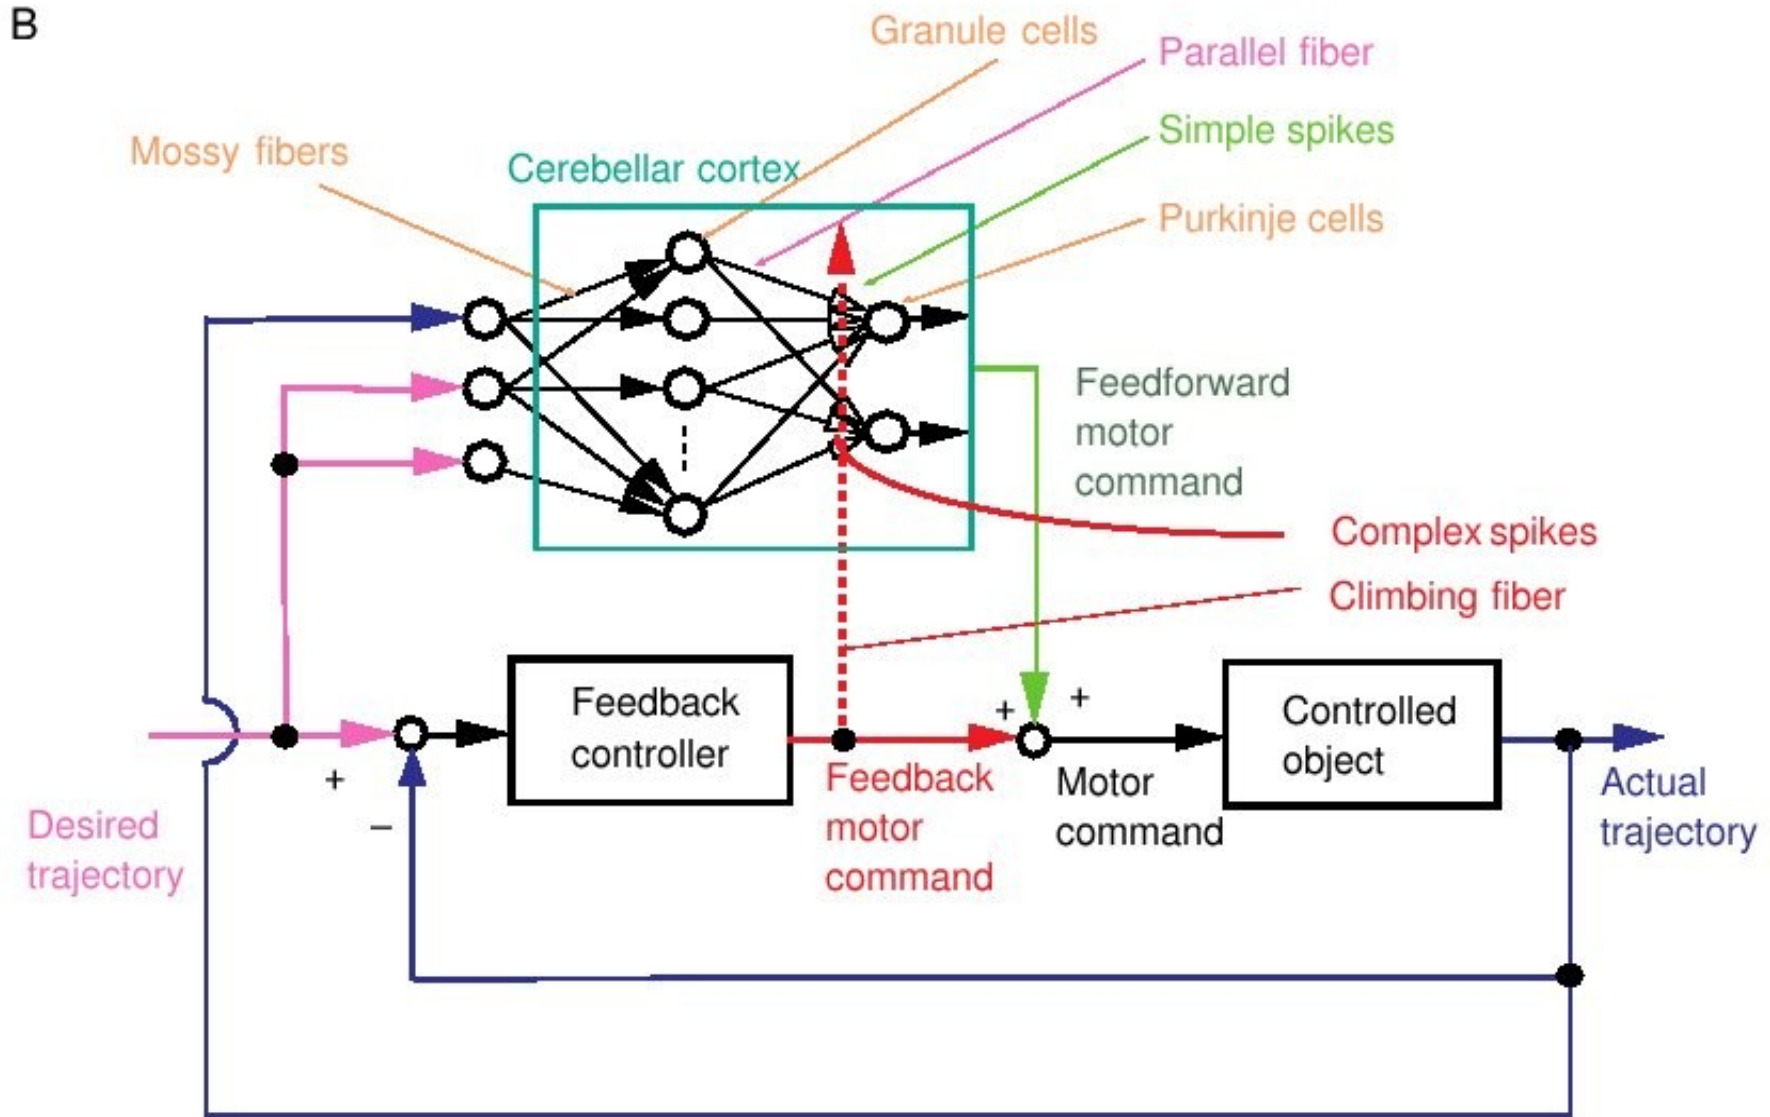 B
Granule cells
Parallel fiber
Simple spikes
Mossy fibers
Cerebellar cortex
Purkinje cells
Feedforward
motor
command
Complex spikes
Climbing fiber
Feedback
controller
+
+
Controlled
object
+
–
Desired
trajectory
Feedback
motor
command
Motor
command
Actual
trajectory